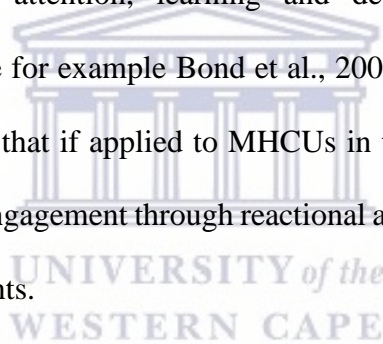 attention, learning and de
for example Bond et al., 200
that if applied to MHCUs in
ngagement through reactional a
nts.
UNIVERSITY of the
WESTERN CAPE